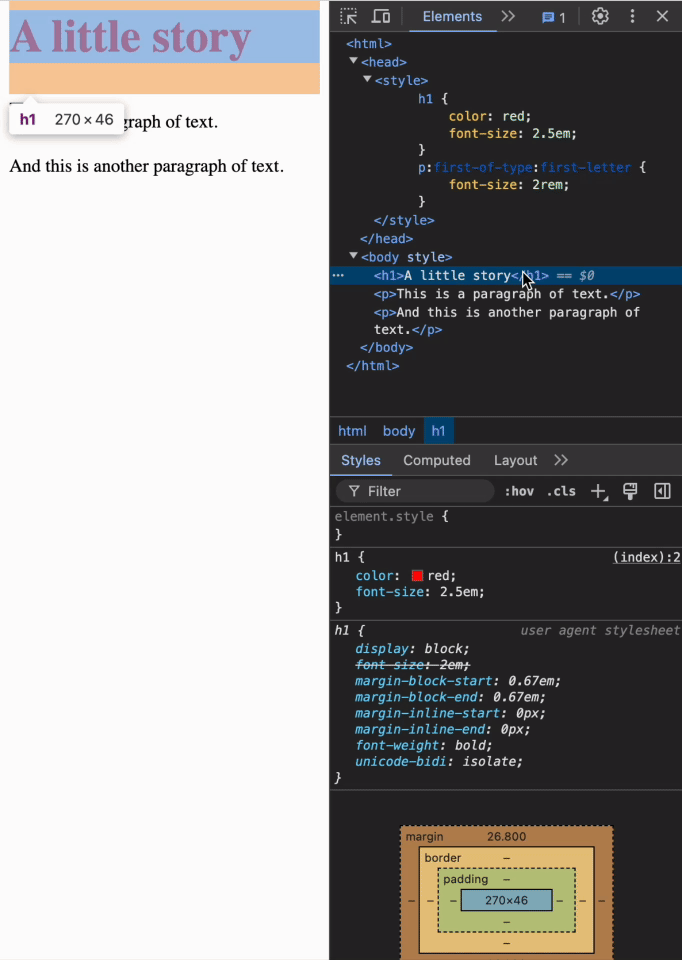 A little story
h1 270 × 46
graph of text.
And this is another paragraph of text.
Elements
1
<html>
<head>
<style>
h1 {
color: red;
font-size: 2.5em;
}
p:first-of-type:first-letter {
font-size: 2rem;
}
</style>
</head>
<body style>
<h1>A little story</h1> == $0
<p>This is a paragraph of text.</p>
<p>And this is another paragraph of
text.</p>
</body>
</html>
html body h1
Styles Computed Layout
Filter :hov .cls
element.style {
}
h1 { (index):2
color: red;
font-size: 2.5em;
}
h1 { user agent stylesheet
display: block;
font-size: 2em;
margin-block-start: 0.67em;
margin-block-end: 0.67em;
margin-inline-start: 0px;
margin-inline-end: 0px;
font-weight: bold;
unicode-bidi: isolate;
}
margin 26.800
border –
padding –
– – – 270×46 – – –
–
–